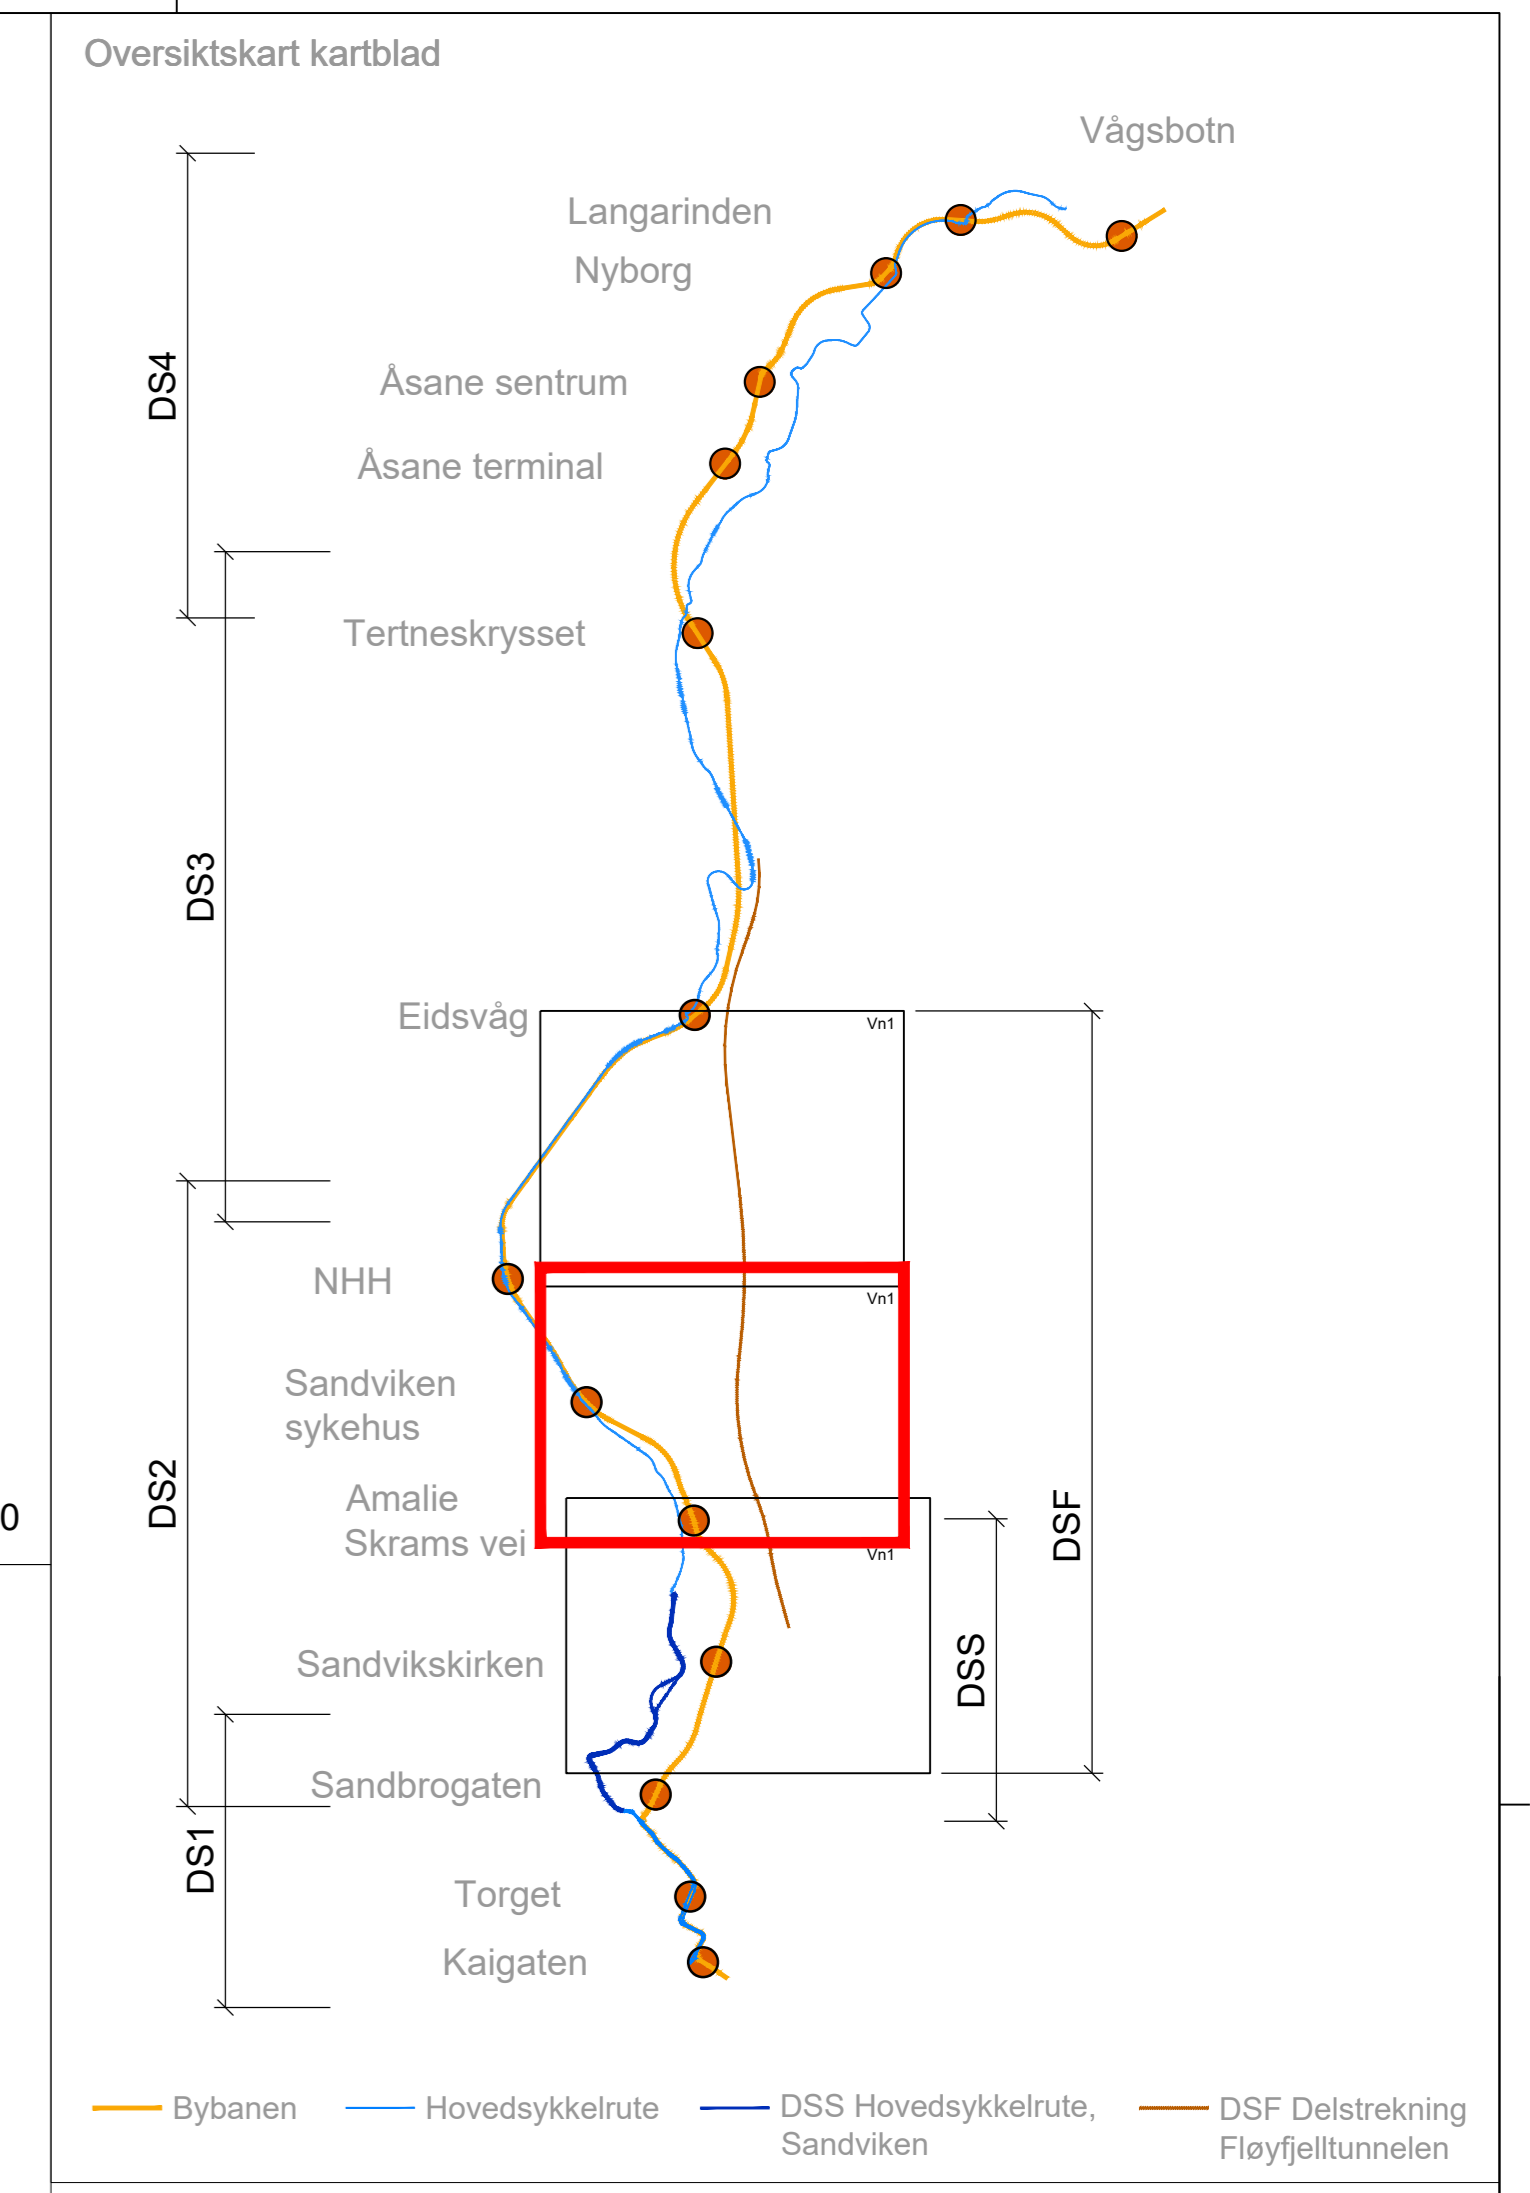 Oversiktskart kartblad
Vågsbotn
Langarinden
Nyborg
DS4
Åsane sentrum
Åsane terminal
Tertneskrysset
DS3
Eidsvåg
Vn1
NHH
Vn1
Sandviken
sykehus
DS2
Amalie
Skrams vei
0
DSF
Vn1
Sandvikskirken
DSS
Sandbrogaten
DS1
Torget
Kaigaten
Bybanen
Hovedsykkelrute
DSS Hovedsykkelrute,
Sandviken
DSF Delstrekning
Fløyfjelltunnelen